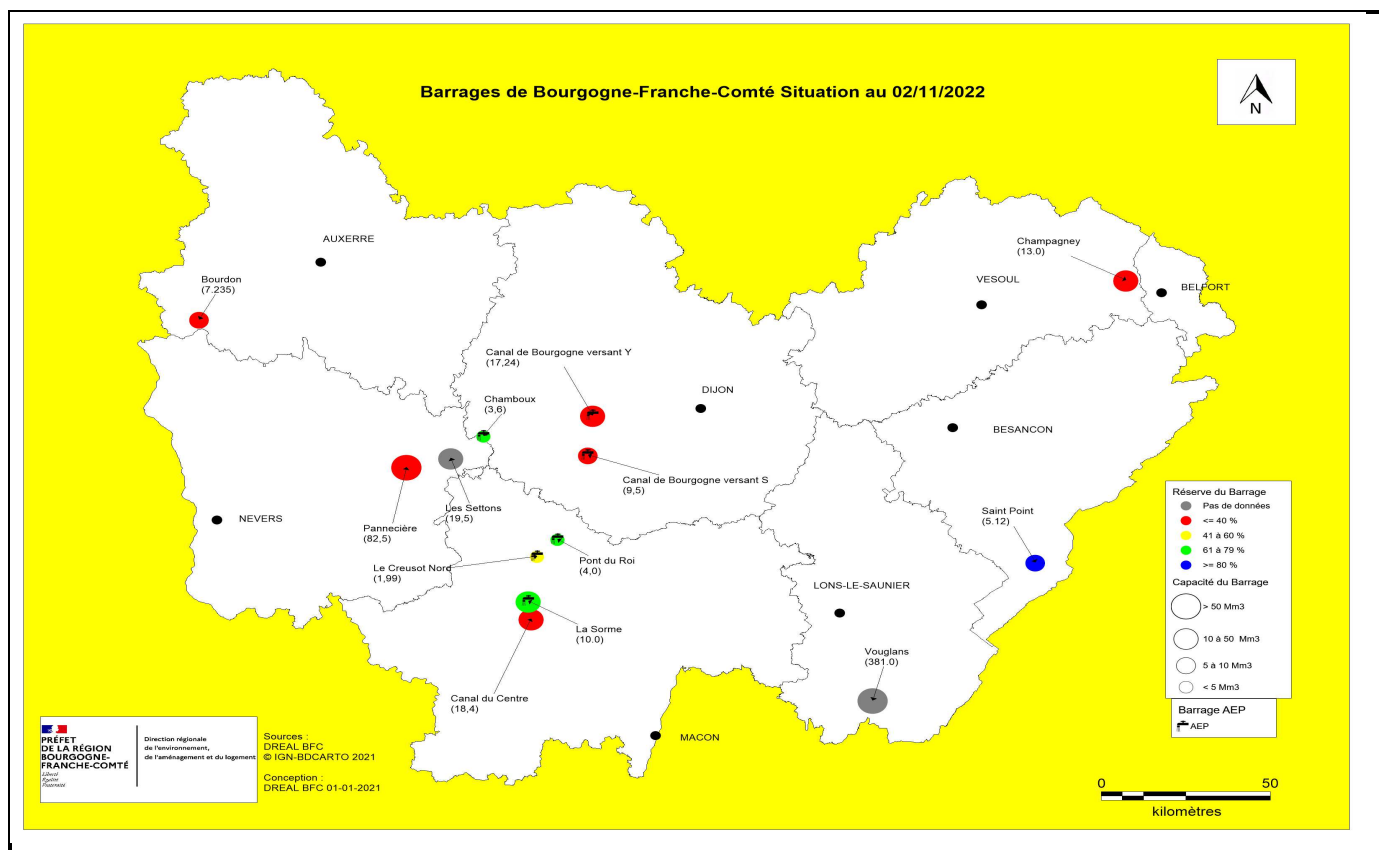 Barrages de Bourgogne-Franche-Comté Situation au 02/11/2022
N
AUXERRE
Bourdon
(7.235)
Champagney
(13.0)
VESOUL
BELFORT
Canal de Bourgogne versant Y
(17,24)
DIJON
Chamboux
(3,6)
BESANCON
Canal de Bourgogne versant S
(9,5)
Les Settons
(19,5)
NEVERS
Pannecière
(82,5)
Saint Point
(5.12)
Le Creusot Nord
(1,99)
Pont du Roi
(4,0)
LONS-LE-SAUNIER
La Sorme
(10.0)
Vouglans
(381.0)
Canal du Centre
(18,4)
MACON
Réserve du Barrage
Pas de données
<= 40 %
41 à 60 %
61 à 79 %
>= 80 %
Capacité du Barrage
> 50 Mm3
10 à 50 Mm3
5 à 10 Mm3
< 5 Mm3
Barrage AEP
AEP
PRÉFET
DE LA RÉGION
BOURGOGNE-
FRANCHE-COMTÉ
Liberté
Égalité
Fraternité
Direction régionale
de l'environnement,
de l'aménagement et du logement
Sources :
DREAL BFC
© IGN-BDCARTO 2021
Conception :
DREAL BFC 01-01-2021
0 50
kilomètres